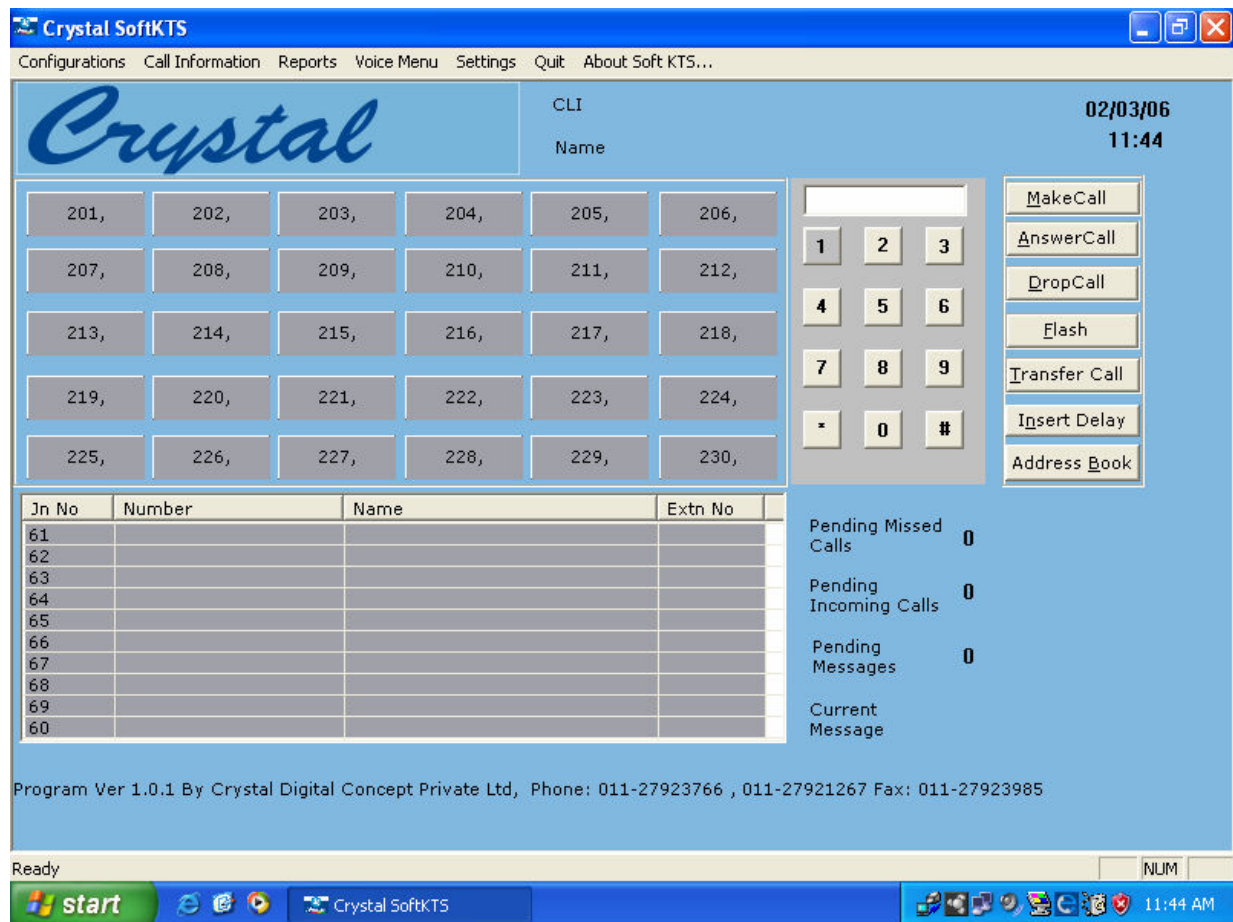 Crystal SoftKTS
Configurations Call Information Reports Voice Menu Settings Quit About Soft KTS...
Crystal
CLI
Name
02/03/06
11:44
201, 202, 203, 204, 205, 206,
207, 208, 209, 210, 211, 212,
213, 214, 215, 216, 217, 218,
219, 220, 221, 222, 223, 224,
225, 226, 227, 228, 229, 230,
1 2 3
4 5 6
7 8 9
* 0 #
MakeCall
AnswerCall
DropCall
Flash
Transfer Call
Insert Delay
Address Book
Jn No Number Name Extn No
61
62
63
64
65
66
67
68
69
60
Pending Missed Calls 0
Pending Incoming Calls 0
Pending Messages 0
Current Message
Program Ver 1.0.1 By Crystal Digital Concept Private Ltd, Phone: 011-27923766 , 011-27921267 Fax: 011-27923985
Ready
NUM
start
Crystal SoftKTS
11:44 AM